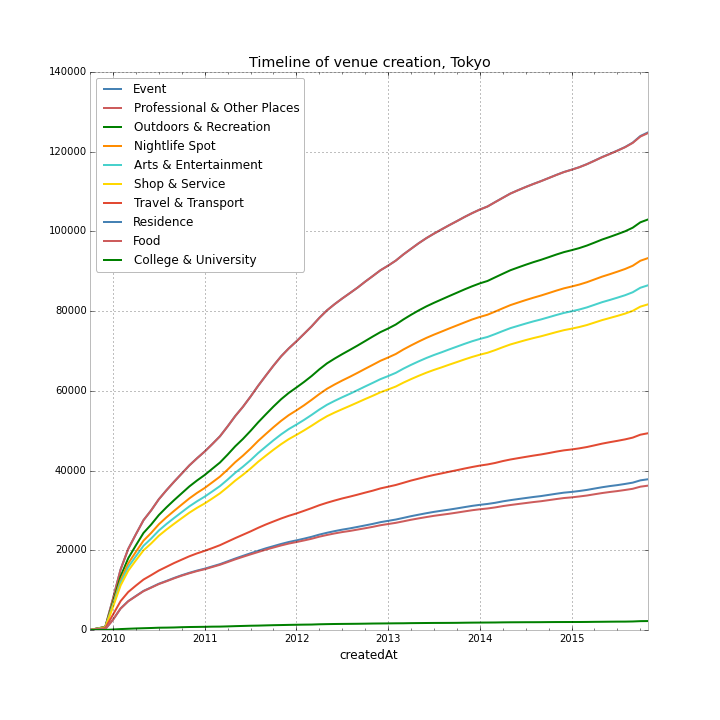 Timeline of venue creation, Tokyo
140000
120000
100000
80000
60000
40000
20000
0
Event
Professional & Other Places
Outdoors & Recreation
Nightlife Spot
Arts & Entertainment
Shop & Service
Travel & Transport
Residence
Food
College & University
2010 2011 2012 2013 2014 2015
createdAt